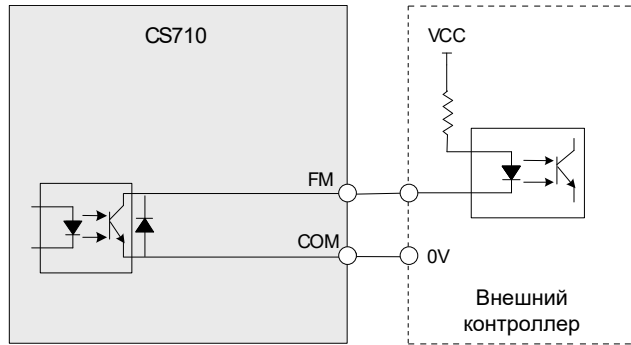 CS710
VCC
FM
COM
0V
Внешний
контроллер